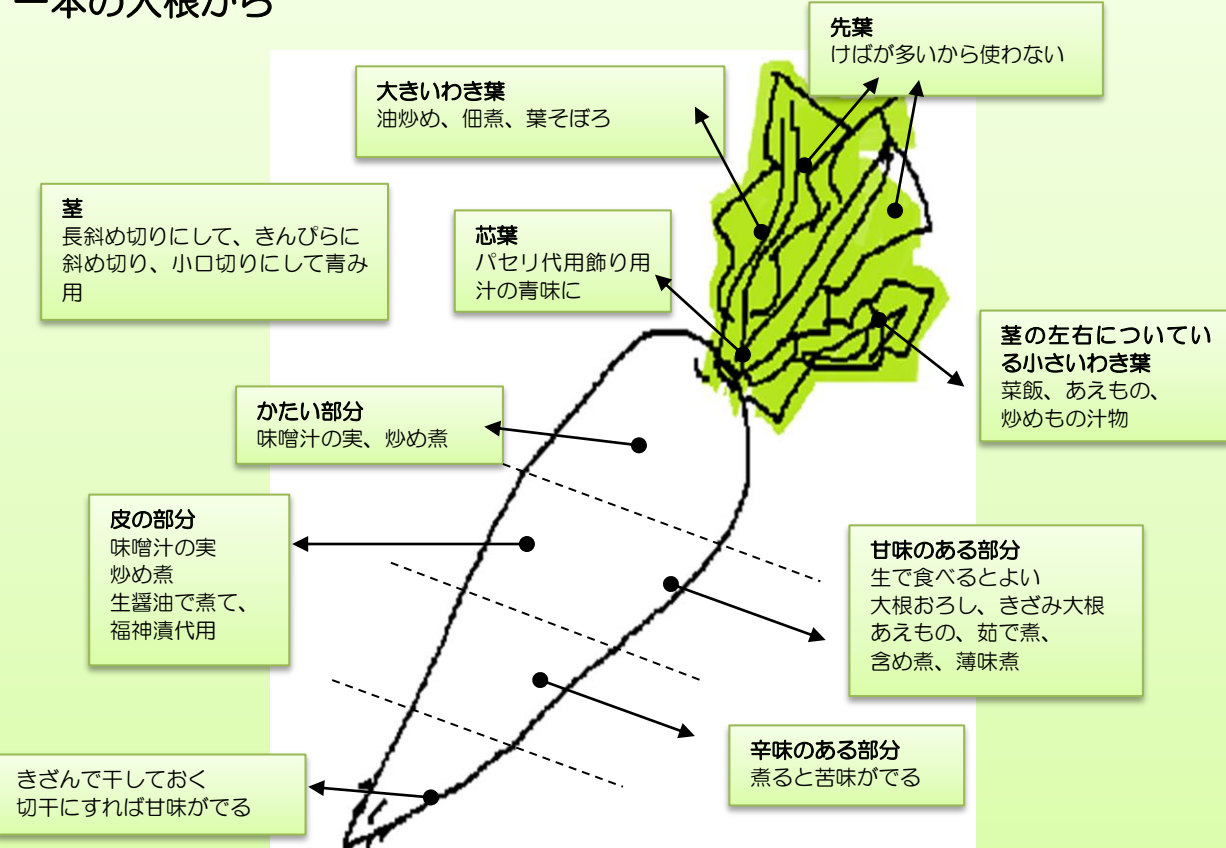 一本の大根から
先葉
けばが多いから使わない
大きいわき葉
油炒め、佃煮、葉そぼろ
茎
長斜め切りにして、きんぴらに
斜め切り、小口切りにして青み
用
芯葉
パセリ代用飾り用
汁の青味に
茎の左右についてい
る小さいわき葉
菜飯、あえもの、
炒めもの汁物
かたい部分
味噌汁の実、炒め煮
皮の部分
味噌汁の実
炒め煮
生醤油で煮て、
福神漬代用
甘味のある部分
生で食べるとよい
大根おろし、きざみ大根
あえもの、茹で煮、
含め煮、薄味煮
辛味のある部分
煮ると苦味がでる
きざんで干しておく
切干にすれば甘味がでる